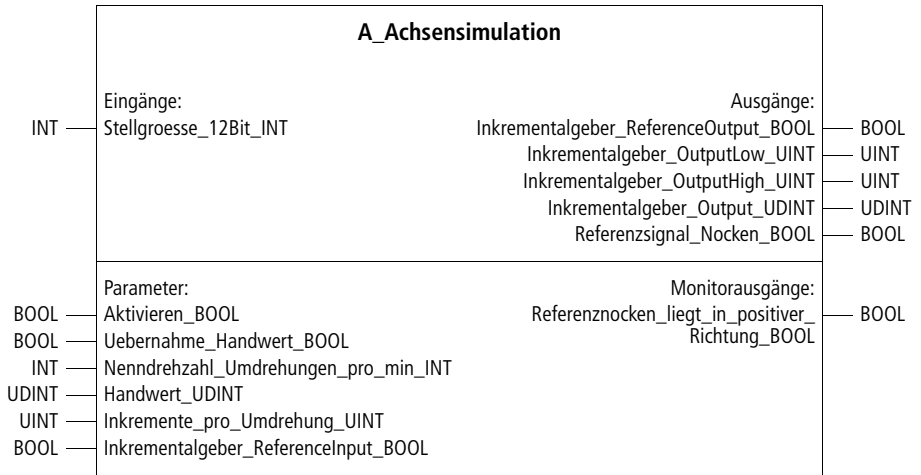 A_Achsensimulation
Eingänge: Ausgänge:
INT Stellgroesse_12Bit_INT Inkrementalgeber_ReferenceOutput_BOOL BOOL
Inkrementalgeber_OutputLow_UINT UINT
Inkrementalgeber_OutputHigh_UINT UINT
Inkrementalgeber_Output_UDINT UDINT
Referenzsignal_Nocken_BOOL BOOL
Parameter: Monitorausgänge:
BOOL Aktivieren_BOOL Referenznocken_liegt_in_positiver_ BOOL
BOOL Uebernahme_Handwert_BOOL Richtung_BOOL
INT Nenndrehzahl_Umdrehungen_pro_min_INT
UDINT Handwert_UDINT
UINT Inkremente_pro_Umdrehung_UINT
BOOL Inkrementalgeber_ReferenceInput_BOOL